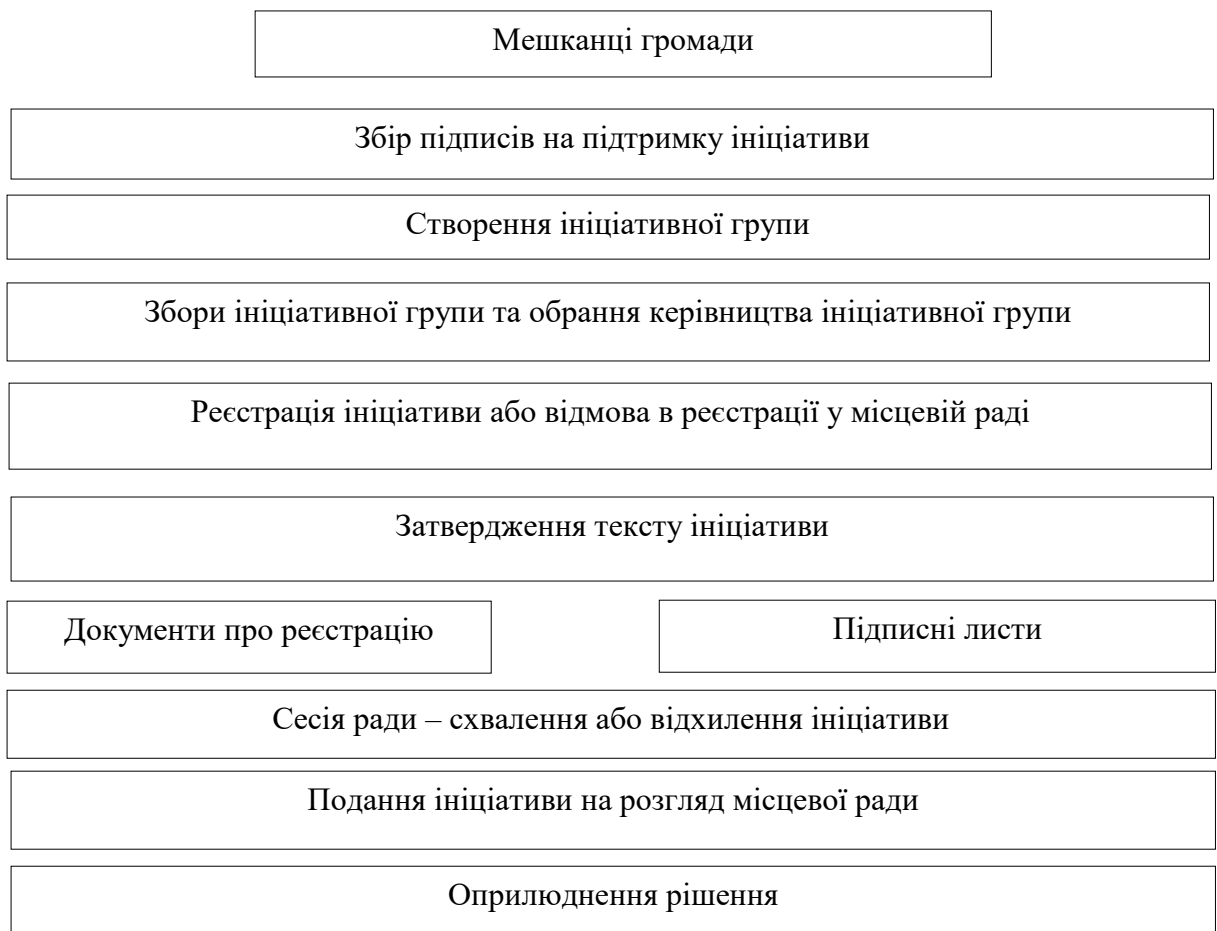 Мешканці громади
Збір підписів на підтримку ініціативи
Створення ініціативної групи
Збори ініціативної групи та обрання керівництва ініціативної групи
Реєстрація ініціативи або відмова в реєстрації у місцевій раді
Затвердження тексту ініціативи
Документи про реєстрацію
Підписні листи
Сесія ради – схвалення або відхилення ініціативи
Подання ініціативи на розгляд місцевої ради
Оприлюднення рішення